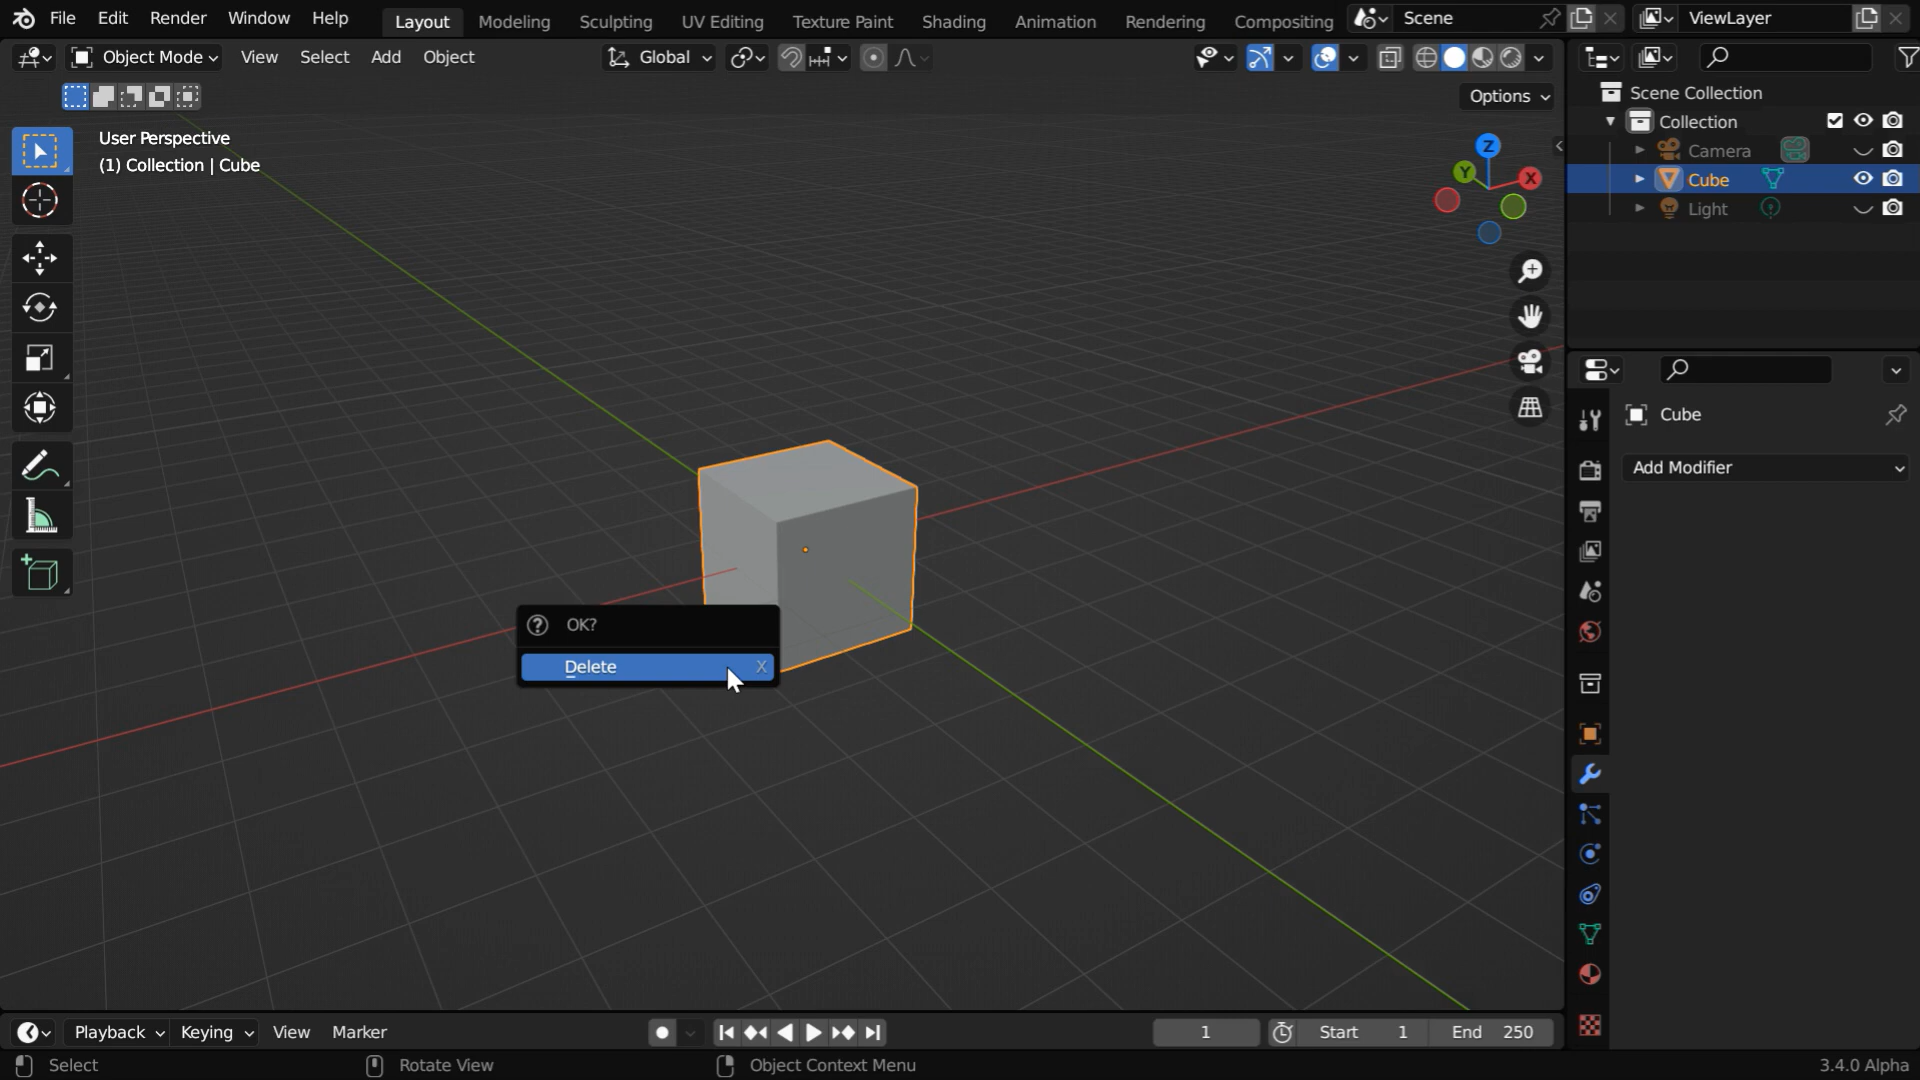 File Edit Render Window Help Layout Modeling Sculpting UV Editing Texture Paint Shading Animation Rendering Compositing Scene ViewLayer
Object Mode View Select Add Object Global
Options
User Perspective
(1) Collection | Cube
Z
Y
X
OK?
Delete X
Scene Collection
Collection
Camera
Cube
Light
Cube
Add Modifier
Playback Keying View Marker 1 Start 1 End 250
Select Rotate View Object Context Menu 3.4.0 Alpha